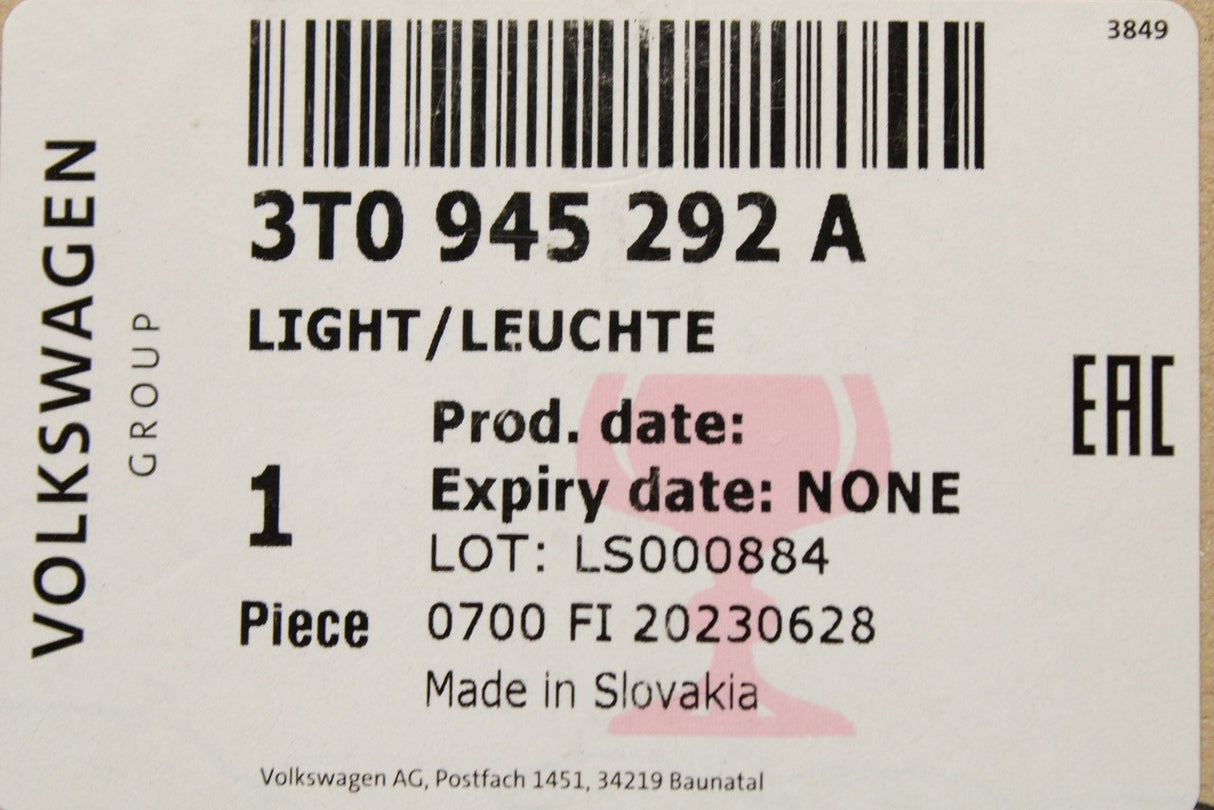 3849
VOLKSWAGEN
GROUP
3T0 945 292 A
LIGHT/LEUCHTE
EAC
Prod. date:
Expiry date: NONE
1
LOT: LS000884
Piece
0700 FI 20230628
Made in Slovakia
Volkswagen AG, Postfach 1451, 34219 Baunatal